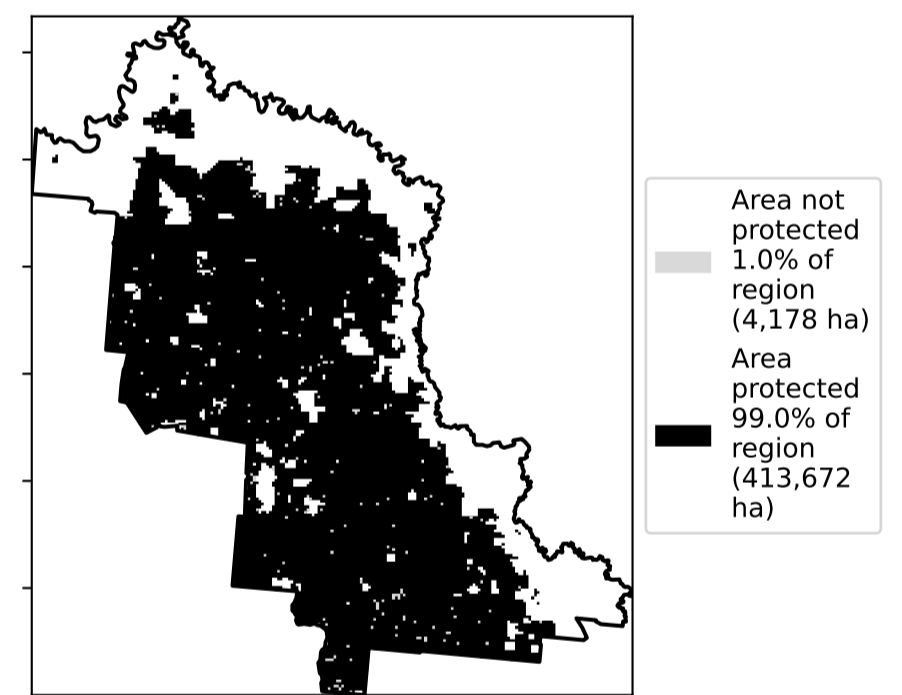 Area not
protected
1.0% of
region
(4,178 ha)
Area
protected
99.0% of
region
(413,672
ha)